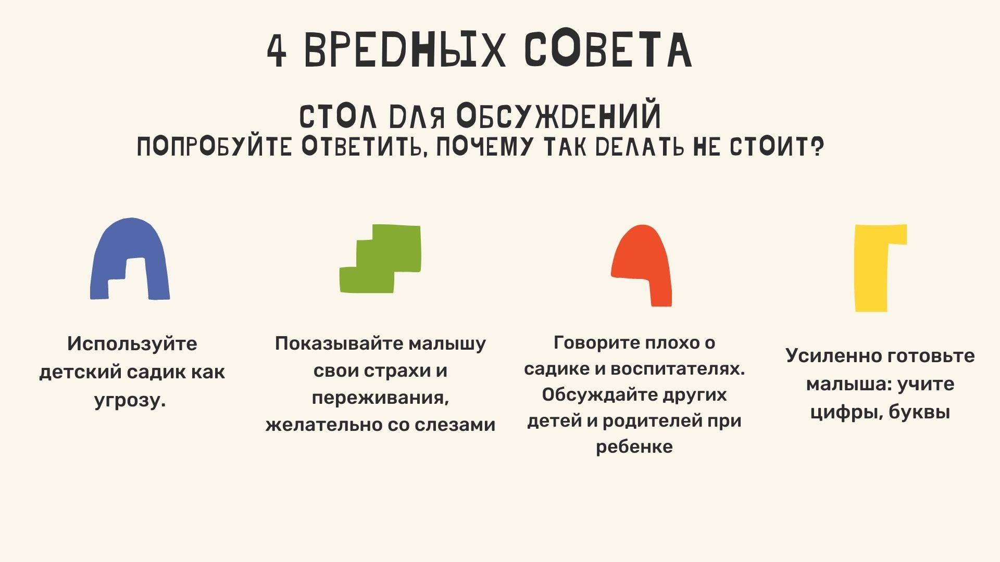 4 ВРЕДНЫХ СОВЕТА
СТОЛ ДЛЯ ОБСУЖДЕНИЙ
ПОПРОБУЙТЕ ОТВЕТИТЬ, ПОЧЕМУ ТАК ДЕЛАТЬ НЕ СТОИТ?
Используйте
детский садик как
угрозу.
Показывайте малышу
свои страхи и
переживания,
желательно со слезами
Говорите плохо о
садике и воспитателях.
Обсуждайте других
детей и родителей при
ребенке
Усиленно готовьте
малыша: учите
цифры, буквы